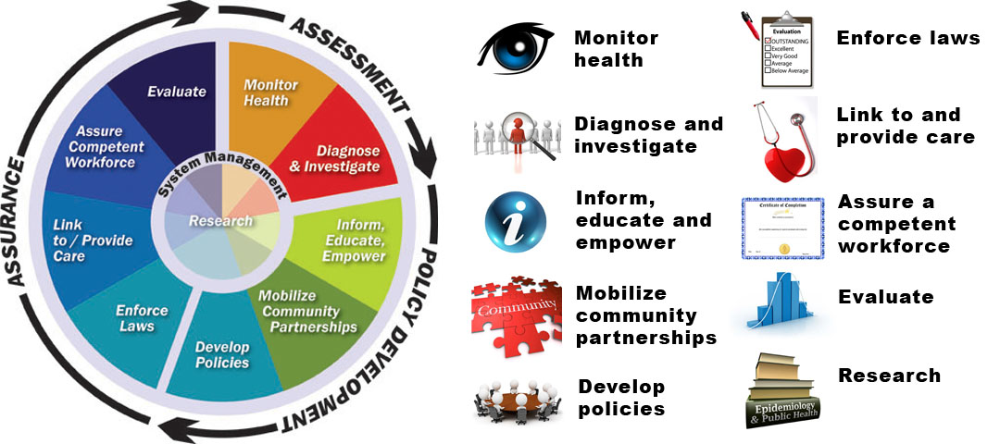 ASSESSMENT
POLICY DEVELOPMENT
ASSURANCE
Evaluate
Monitor
Health
Diagnose
& Investigate
Inform,
Educate,
Empower
Mobilize
Community
Partnerships
Develop
Policies
Enforce
Laws
Link
to / Provide
Care
Assure
Competent
Workforce
System Management
Research
Monitor
health
Diagnose and
investigate
Inform,
educate and
empower
i
Community
Mobilize
community
partnerships
Develop
policies
Evaluation
OUTSTANDING
Excellent
Very Good
Average
Below Average
Enforce laws
Link to and
provide care
Certificate of Completion
Assure a
competent
workforce
Evaluate
Epidemiology
& Public Health
Research